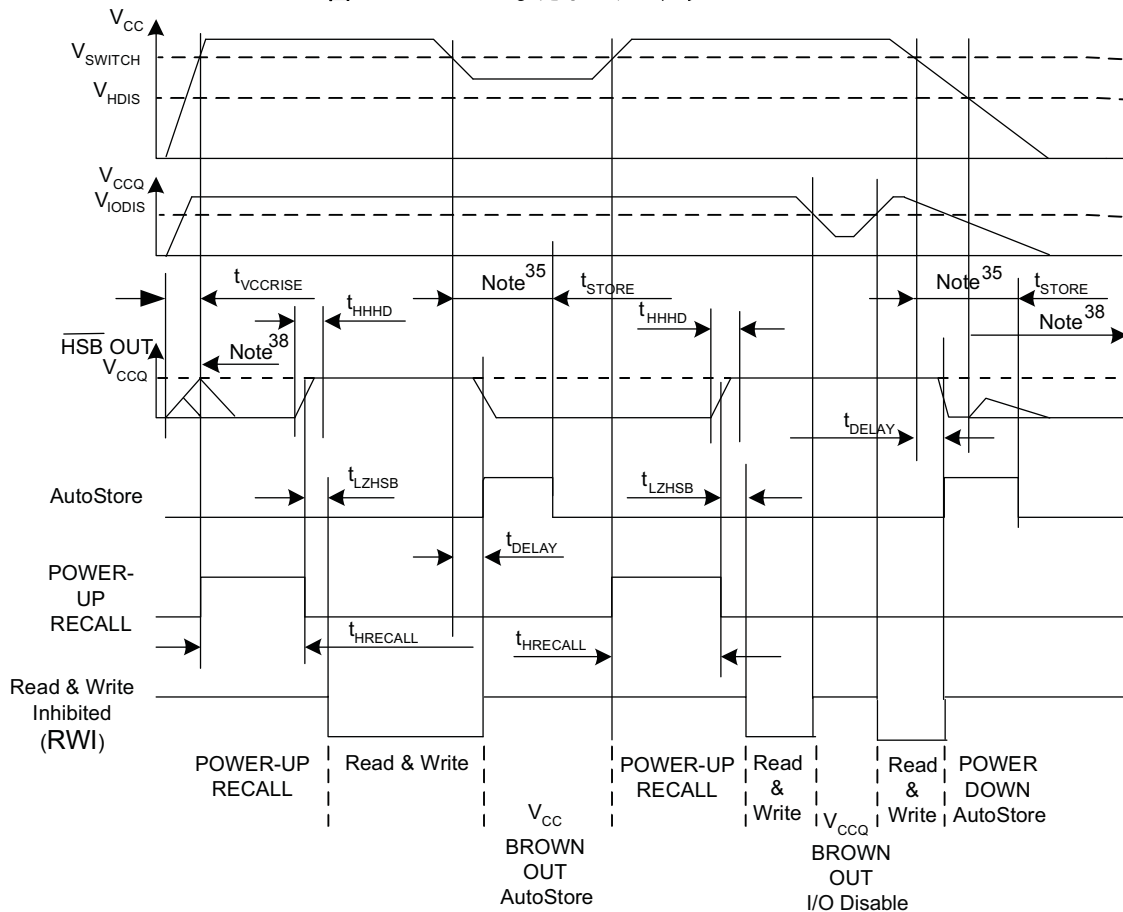 VCC
VSWITCH
VHDIS
VCCQ
VIODIS
tVCCRISE
Note35
tSTORE
Note35
tSTORE
tHHHD
tHHHD
HSB OUT
Note38
Note38
VCCQ
tDELAY
tLZHSB
tLZHSB
AutoStore
tDELAY
POWER-
UP
RECALL
tHRECALL
tHRECALL
Read & Write
Inhibited
(RWI)
POWER-UP
RECALL
Read & Write
VCC
BROWN
OUT
AutoStore
POWER-UP
RECALL
Read
&
Write
VCCQ
BROWN
OUT
I/O Disable
Read
&
Write
POWER
DOWN
AutoStore